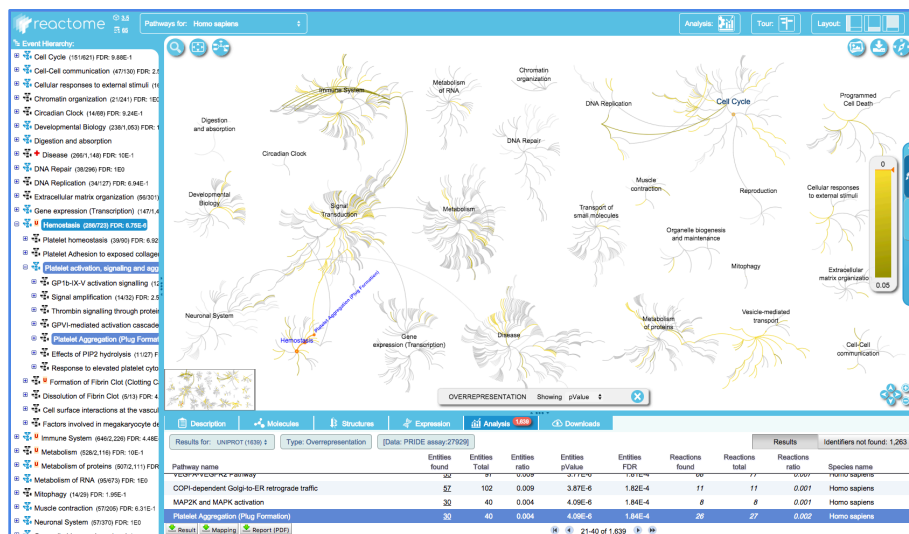 reactome
3.5
Pathways for: Homo sapiens
Analysis:
Tour:
Layout:
Event Hierarchy:
Cell Cycle (151/621) FDR: 9.88E-1
Cell-Cell communication (47/130) FDR: 2.5
Cellular responses to external stimuli (16
Chromatin organization (21/241) FDR: 1E0
Circadian Clock (14/68) FDR: 9.24E-1
Developmental Biology (238/1,053) FDR: 1
Digestion and absorption
Disease (266/1,148) FDR: 10E-1
DNA Repair (38/296) FDR: 1E0
DNA Replication (34/127) FDR: 6.94E-1
Extracellular matrix organization (56/301)
Gene expression (Transcription) (147/1,4
Hemostasis (286/723) FDR: 6.76E-6
Platelet homeostasis (39/90) FDR: 6.92
Platelet Adhesion to exposed collage
Platelet activation, signaling and agg
GP1b-IX-V activation signalling (12
Signal amplification (14/32) FDR: 2.5
Thrombin signalling through protein
GPVI-mediated activation cascade
Platelet Aggregation (Plug Format
Effects of PIP2 hydrolysis (11/27) F
Response to elevated platelet cyto
Formation of Fibrin Clot (Clotting C
Dissolution of Fibrin Clot (5/13) FDR: 4.
Cell surface interactions at the vascul
Factors involved in megakaryocyte de
Immune System (646/2,226) FDR: 4.48E-
Metabolism (528/2,116) FDR: 10E-1
Metabolism of proteins (507/2,111) FDR
Metabolism of RNA (95/673) FDR: 1E0
Mitophagy (14/29) FDR: 1.95E-1
Muscle contraction (57/205) FDR: 6.31E-1
Neuronal System (57/370) FDR: 1E0
Immune System
Metabolism
of RNA
Chromatin
organization
DNA Replication
Cell Cycle
Programmed
Cell Death
Digestion
and absorption
Circadian Clock
DNA Repair
Developmental
Biology
Signal
Transduction
Metabolism
Transport of
small molecules
Muscle
contraction
Reproduction
Cellular responses
to external stimuli
Organelle biogenesis
and maintenance
Mitophagy
Extracellular
matrix organizatio
Neuronal System
Hemostasis
Platelet Aggregation (Plug Formation)
Gene
expression (Transcription)
Disease
Metabolism
of proteins
Vesicle-mediated
transport
Cell-Cell
communication
0
0.05
OVERREPRESENTATION Showing pValue
Description
Molecules
Structures
Expression
Analysis 1,639
Downloads
Results for: UNIPROT (1639)
Type: Overrepresentation
[Data: PRIDE assay:27929]
Results
Identifiers not found: 1,263
Pathway name
Entities found
Entities Total
Entities ratio
Entities pValue
Entities FDR
Reactions found
Reactions total
Reactions ratio
Species name
COPI-dependent Golgi-to-ER retrograde traffic 57 102 0.009 3.87E-6 1.82E-4 11 11 0.001 Homo sapiens
MAP2K and MAPK activation 30 40 0.004 4.09E-6 1.84E-4 8 8 0.001 Homo sapiens
Platelet Aggregation (Plug Formation) 30 40 0.004 4.09E-6 1.84E-4 26 27 0.002 Homo sapiens
Result
Mapping
Report (PDF)
21-40 of 1,639